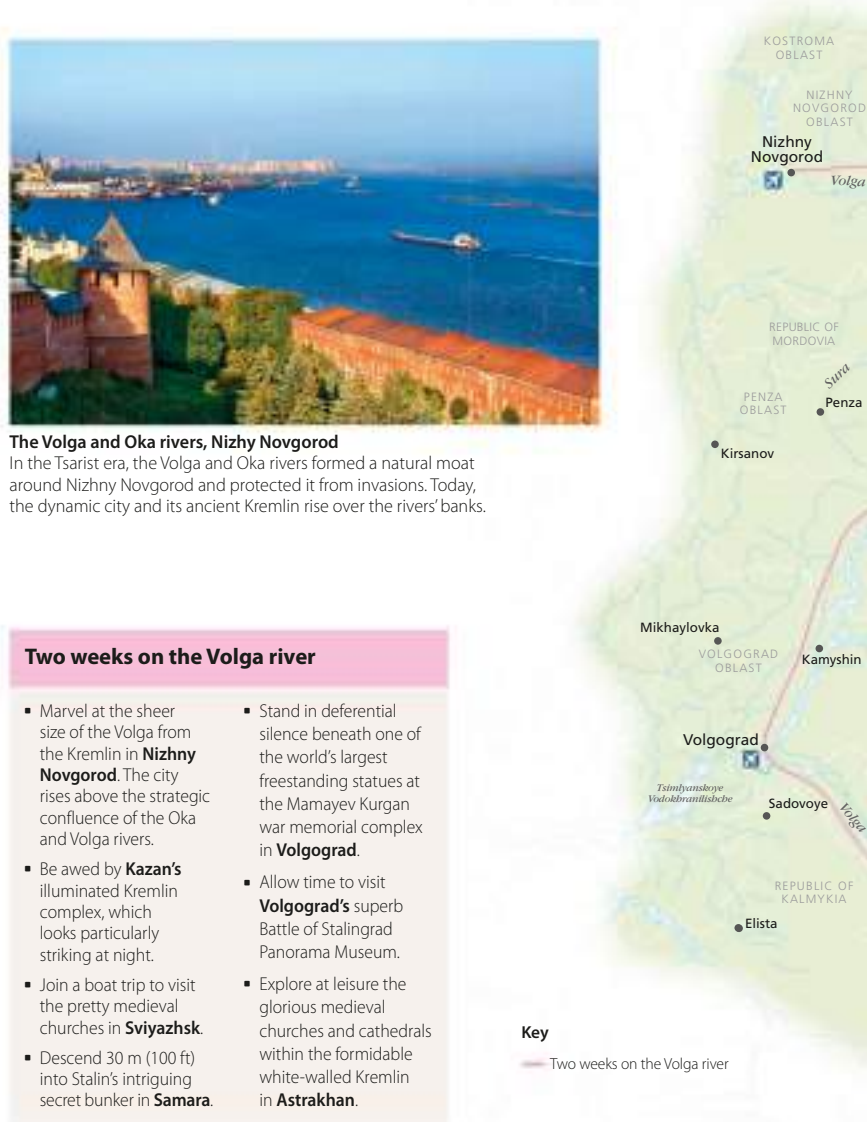 The Volga and Oka rivers, Nizhy Novgorod
In the Tsarist era, the Volga and Oka rivers formed a natural moat
around Nizhny Novgorod and protected it from invasions. Today,
the dynamic city and its ancient Kremlin rise over the rivers’ banks.
Two weeks on the Volga river
▪ Marvel at the sheer
size of the Volga from
the Kremlin in Nizhny
Novgorod. The city
rises above the strategic
confluence of the Oka
and Volga rivers.
▪ Be awed by Kazan’s
illuminated Kremlin
complex, which
looks particularly
striking at night.
▪ Join a boat trip to visit
the pretty medieval
churches in Sviyazhsk.
▪ Descend 30 m (100 ft)
into Stalin’s intriguing
secret bunker in Samara.
▪ Stand in deferential
silence beneath one of
the world’s largest
freestanding statues at
the Mamayev Kurgan
war memorial complex
in Volgograd.
▪ Allow time to visit
Volgograd’s superb
Battle of Stalingrad
Panorama Museum.
▪ Explore at leisure the
glorious medieval
churches and cathedrals
within the formidable
white-walled Kremlin
in Astrakhan.
KOSTROMA
OBLAST
NIZHNY
NOVGOROD
OBLAST
Nizhny
Novgorod
Volga
REPUBLIC OF
MORDOVIA
Sura
PENZA
OBLAST
Penza
Kirsanov
Mikhaylovka
VOLGOGRAD
OBLAST
Kamyshin
Volgograd
Tsimlyanskoye
Vodokhranilishche
Sadovoye
Volga
REPUBLIC OF
KALMYKIA
Elista
Key
Two weeks on the Volga river